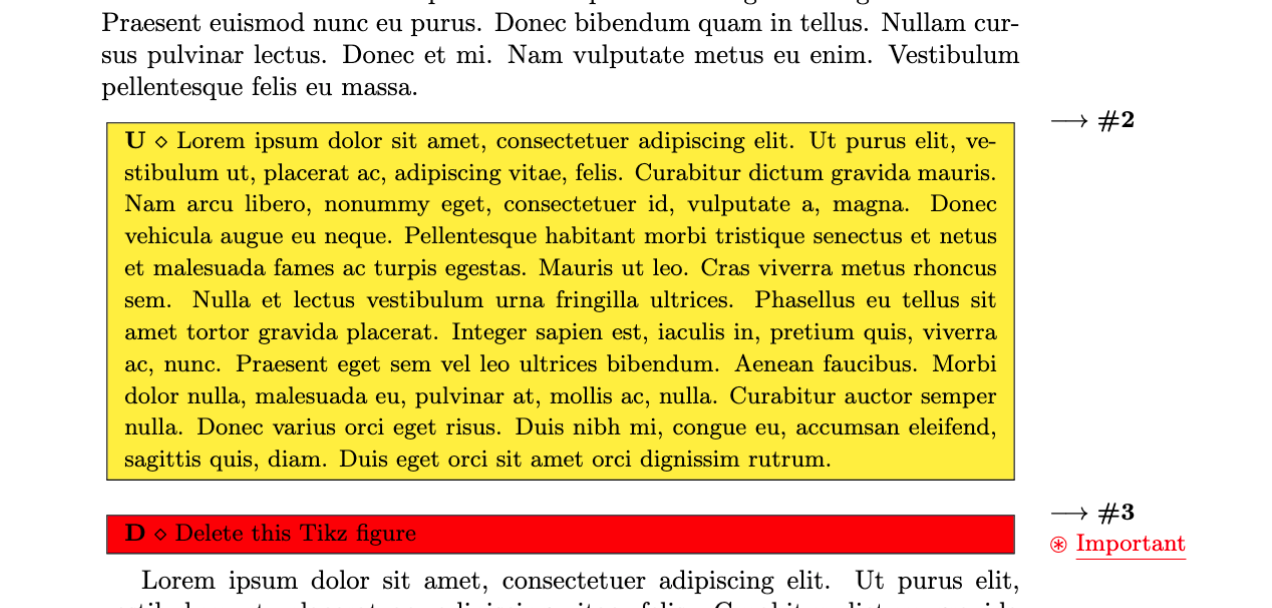 Praesent euismod nunc eu purus. Donec bibendum quam in tellus. Nullam cur-
sus pulvinar lectus. Donec et mi. Nam vulputate metus eu enim. Vestibulum
pellentesque felis eu massa.
⟶ #2
U ⋄ Lorem ipsum dolor sit amet, consectetuer adipiscing elit. Ut purus elit, ve-
stibulum ut, placerat ac, adipiscing vitae, felis. Curabitur dictum gravida mauris.
Nam arcu libero, nonummy eget, consectetuer id, vulputate a, magna. Donec
vehicula augue eu neque. Pellentesque habitant morbi tristique senectus et netus
et malesuada fames ac turpis egestas. Mauris ut leo. Cras viverra metus rhoncus
sem. Nulla et lectus vestibulum urna fringilla ultrices. Phasellus eu tellus sit
amet tortor gravida placerat. Integer sapien est, iaculis in, pretium quis, viverra
ac, nunc. Praesent eget sem vel leo ultrices bibendum. Aenean faucibus. Morbi
dolor nulla, malesuada eu, pulvinar at, mollis ac, nulla. Curabitur auctor semper
nulla. Donec varius orci eget risus. Duis nibh mi, congue eu, accumsan eleifend,
sagittis quis, diam. Duis eget orci sit amet orci dignissim rutrum.
⟶ #3
D ⋄ Delete this Tikz figure
⊛ Important
Lorem ipsum dolor sit amet, consectetuer adipiscing elit. Ut purus elit,